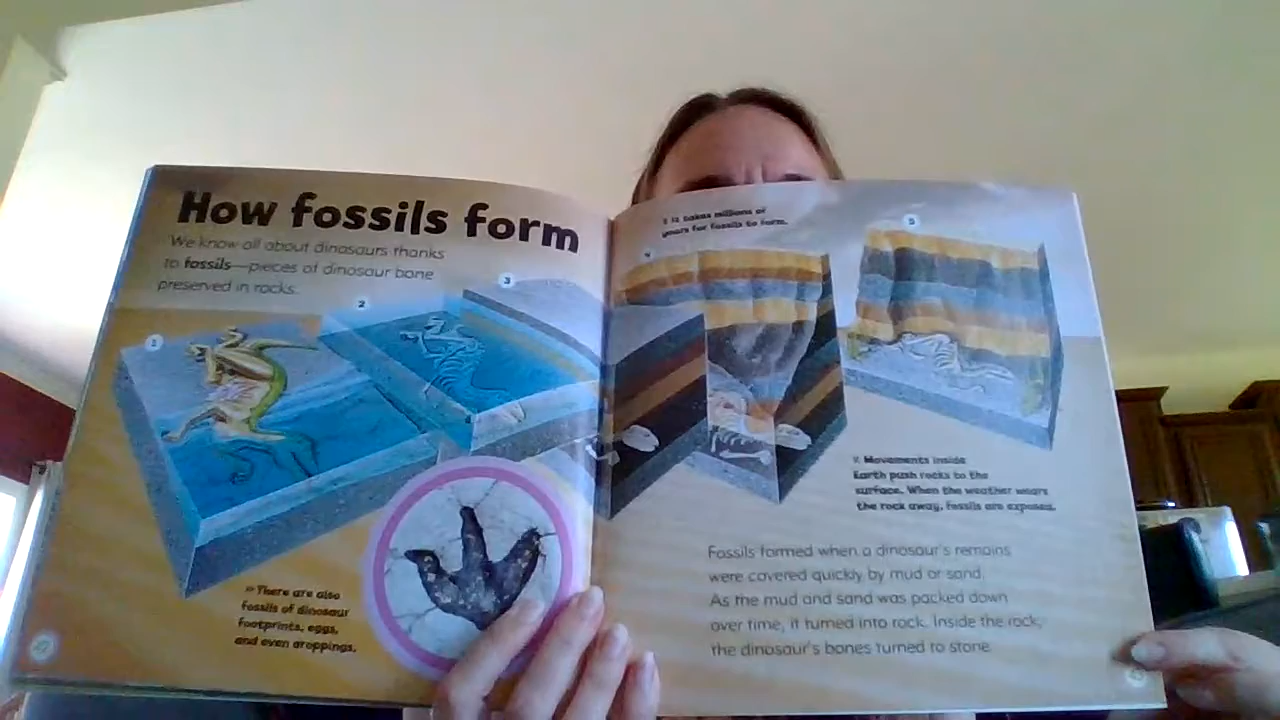 How fossils form
We know all about dinosaurs thanks
to fossils—pieces of dinosaur bone
preserved in rocks.
1
2
3
There are also
fossils of dinosaur
footprints, eggs,
and even droppings.
22
It takes millions of
years for fossils to form.
4
5
Movements inside
Earth push rocks to the
surface. When the weather wears
the rock away, fossils are exposed.
Fossils formed when a dinosaur's remains
were covered quickly by mud or sand.
As the mud and sand was packed down
over time, it turned into rock. Inside the rock,
the dinosaur's bones turned to stone.